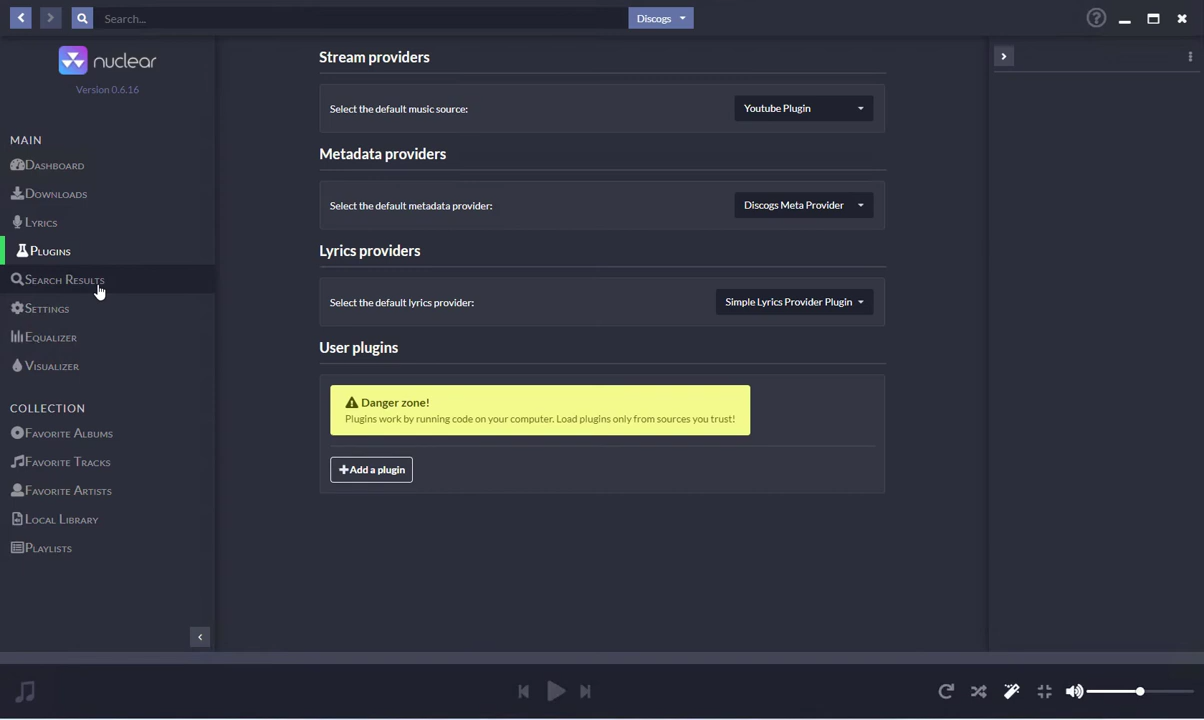 Search...
Discogs
nuclear
Version 0.6.16
MAIN
Dashboard
Downloads
Lyrics
Plugins
Search Results
Settings
Equalizer
Visualizer
COLLECTION
Favorite Albums
Favorite Tracks
Favorite Artists
Local Library
Playlists
Stream providers
Select the default music source:
Youtube Plugin
Metadata providers
Select the default metadata provider:
Discogs Meta Provider
Lyrics providers
Select the default lyrics provider:
Simple Lyrics Provider Plugin
User plugins
Danger zone!
Plugins work by running code on your computer. Load plugins only from sources you trust!
Add a plugin